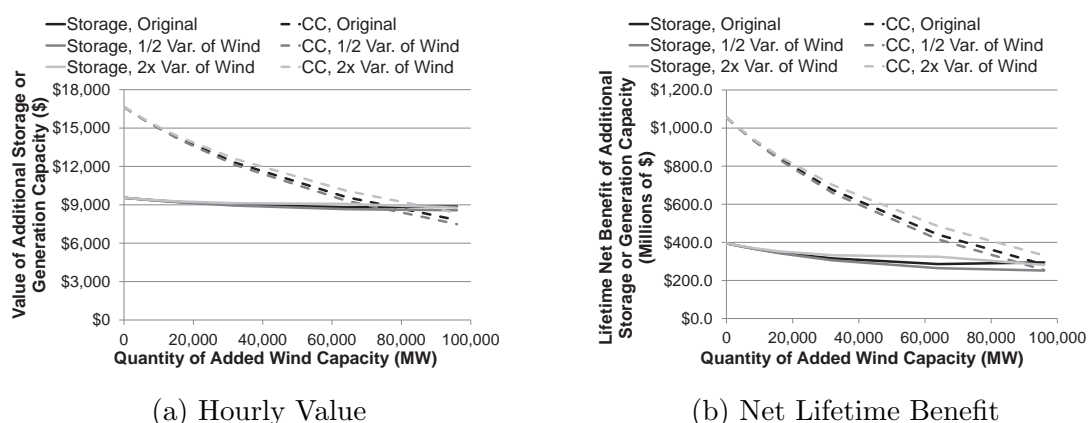 Storage, Original
CC, Original
Storage, 1/2 Var. of Wind
CC, 1/2 Var. of Wind
Storage, 2x Var. of Wind
CC, 2x Var. of Wind
Value of Additional Storage or
Generation Capacity ($)
$18,000
$15,000
$12,000
$9,000
$6,000
$3,000
$0
0 20,000 40,000 60,000 80,000 100,000
Quantity of Added Wind Capacity (MW)
(a) Hourly Value
Storage, Original
CC, Original
Storage, 1/2 Var. of Wind
CC, 1/2 Var. of Wind
Storage, 2x Var. of Wind
CC, 2x Var. of Wind
Lifetime Net Benefit of Additional
Storage or Generation Capacity
(Millions of $)
$1,200.0
$1,000.0
$800.0
$600.0
$400.0
$200.0
$0.0
0 20,000 40,000 60,000 80,000 100,000
Quantity of Added Wind Capacity (MW)
(b) Net Lifetime Benefit